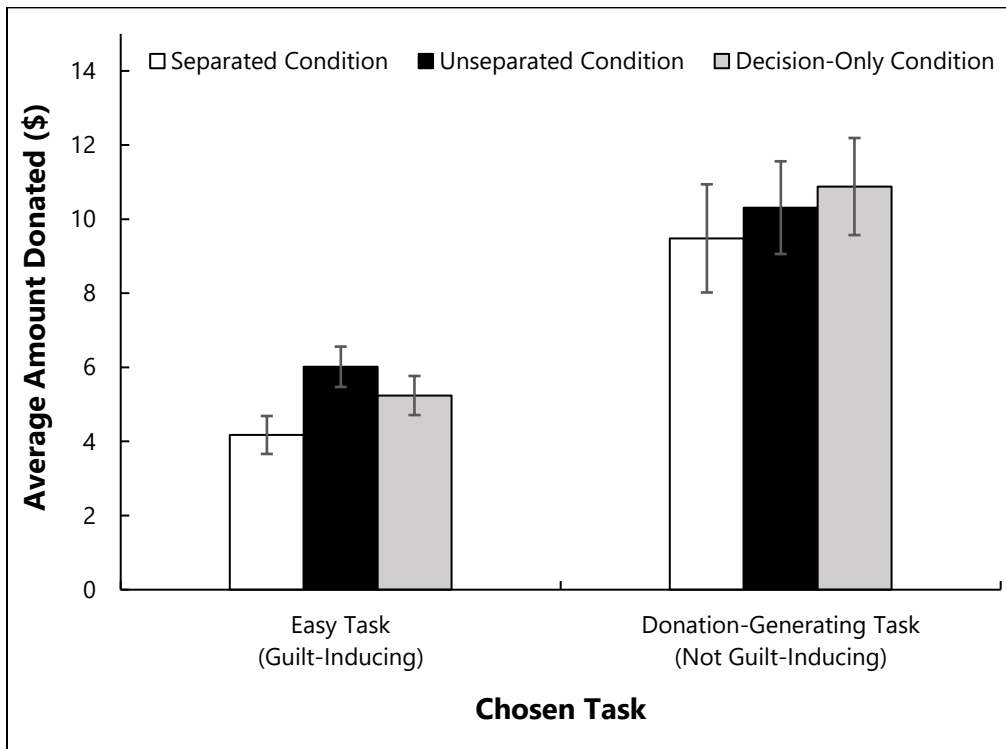 Separated Condition Unseparated Condition Decision-Only Condition
Average Amount Donated ($)
14
12
10
8
6
4
2
0
Easy Task
(Guilt-Inducing)
Donation-Generating Task
(Not Guilt-Inducing)
Chosen Task